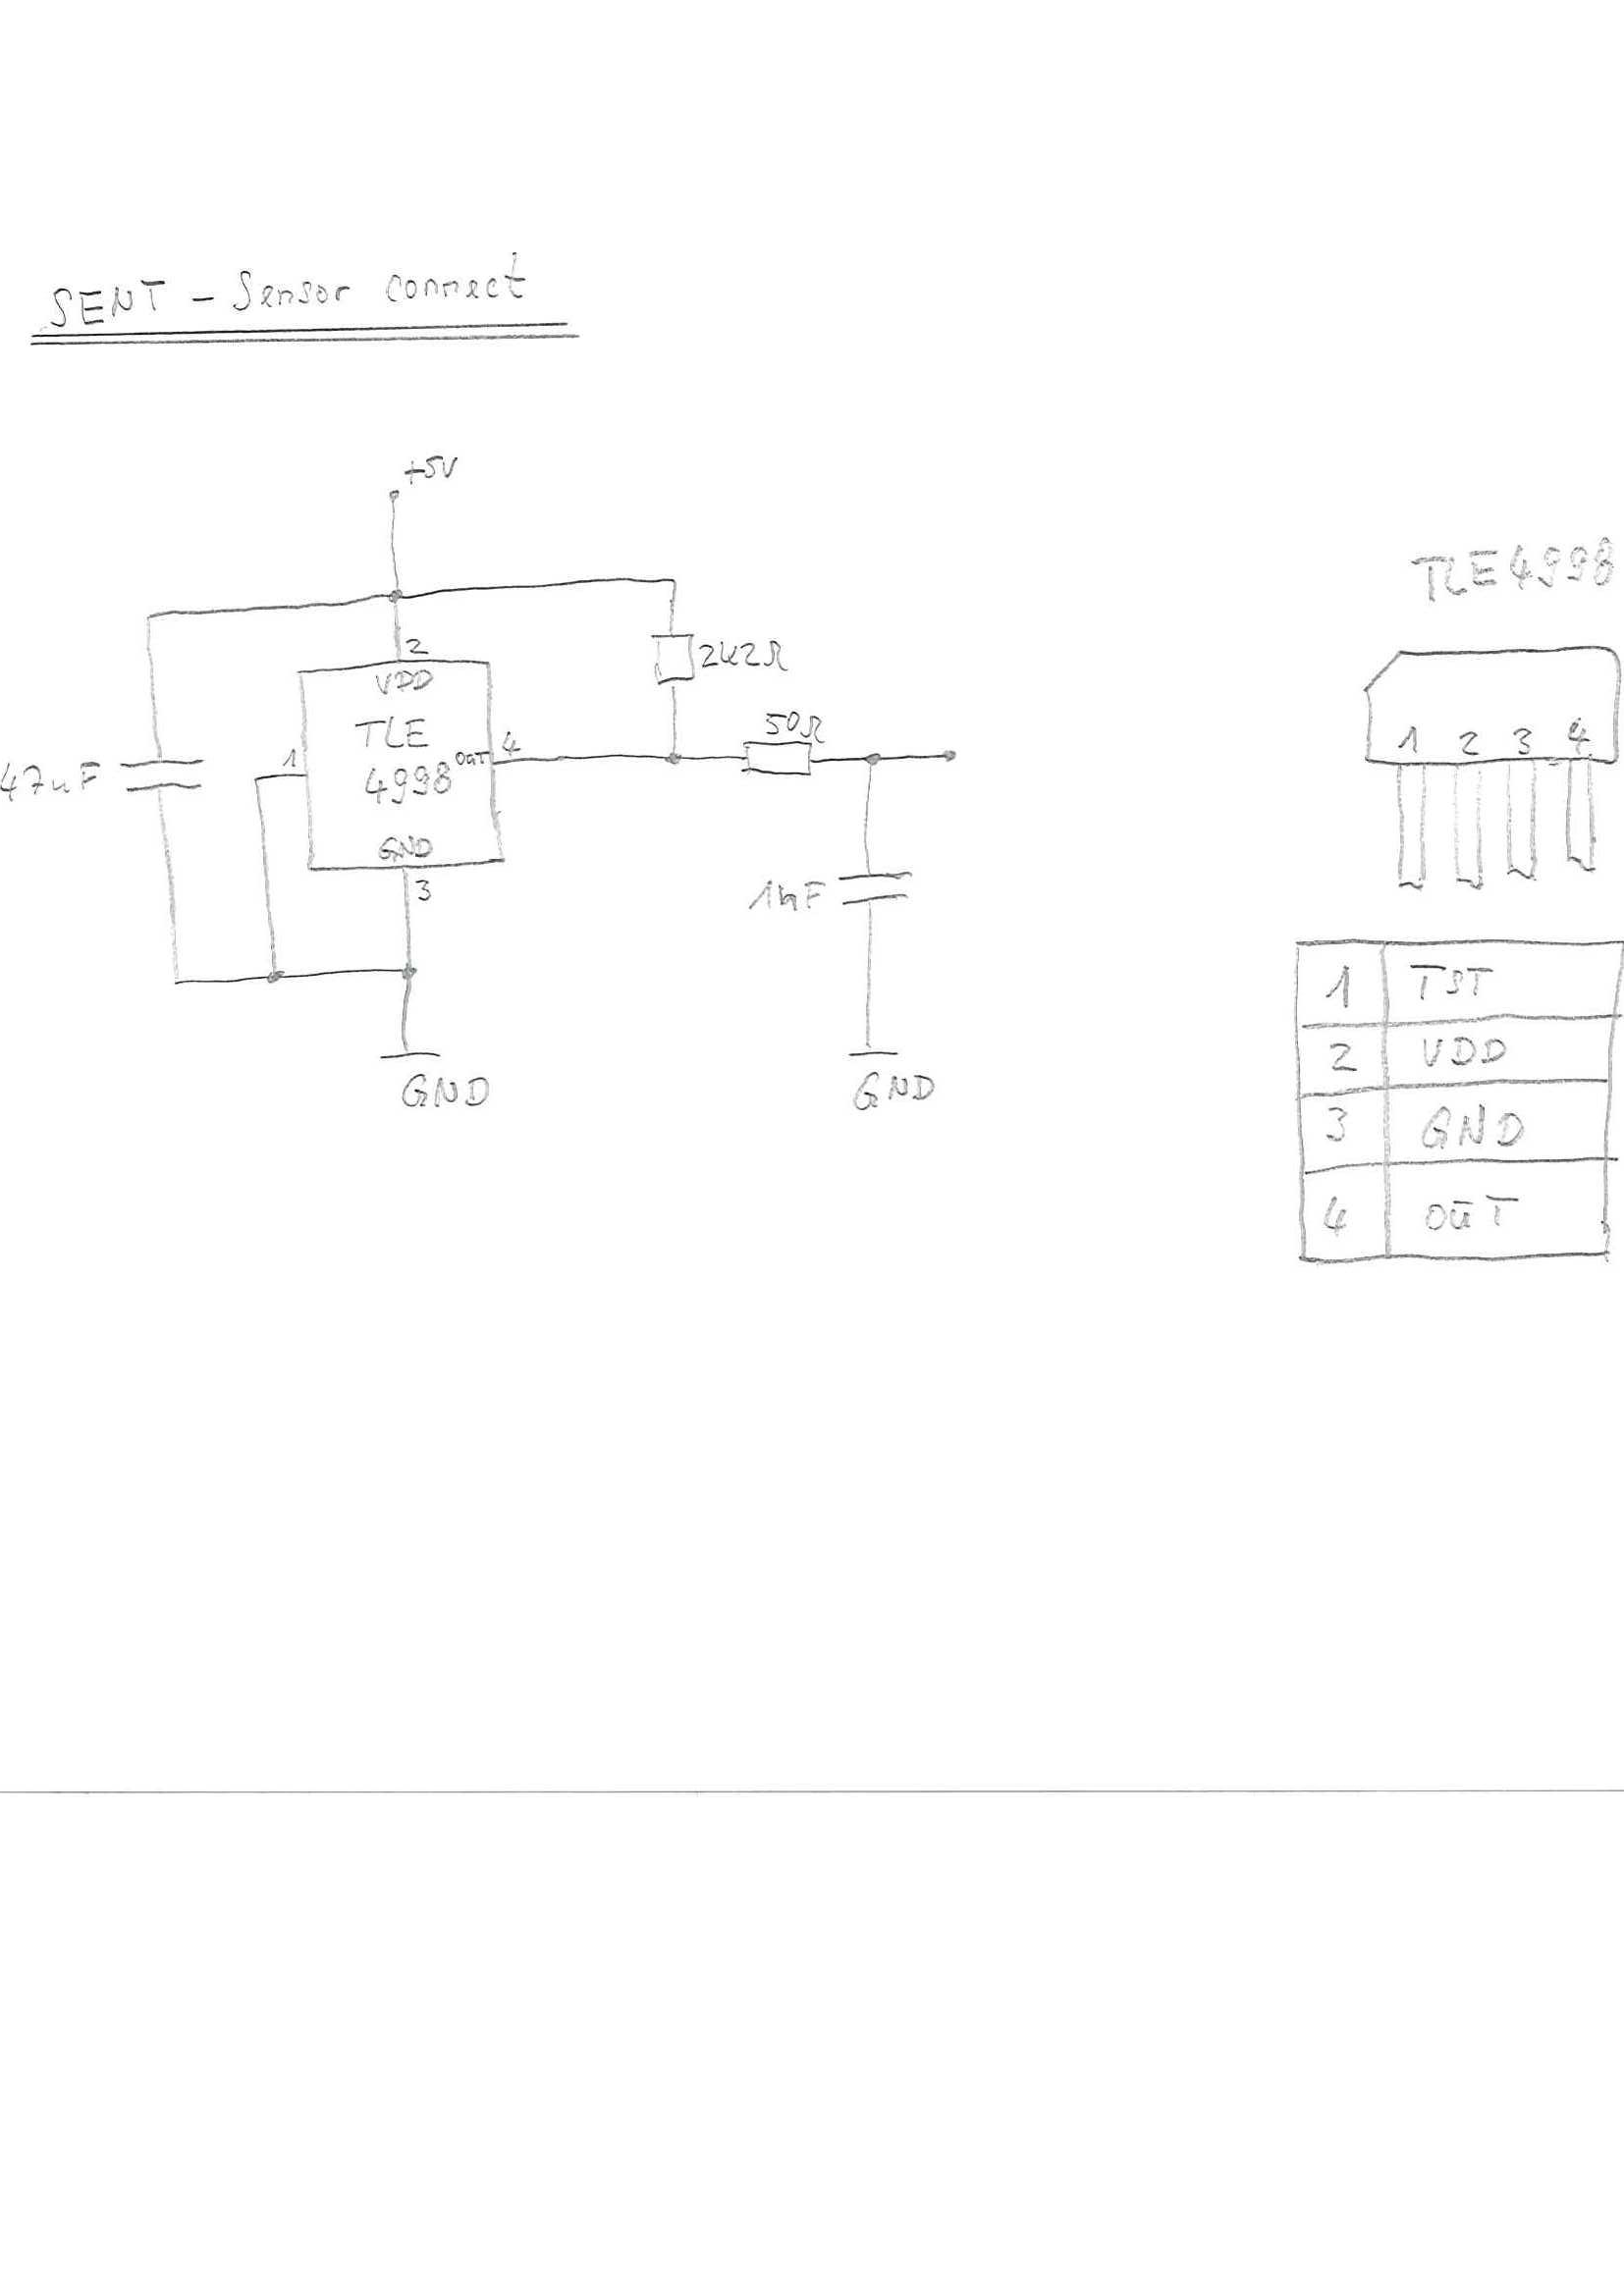 SENT - Sensor connect
+5V
2
VDD
TLE
4998
OUT
4
1
GND
3
47nF
2k2Ω
50Ω
1nF
GND
GND
TLE4998
1 2 3 4
1 TST
2 VDD
3 GND
4 OUT